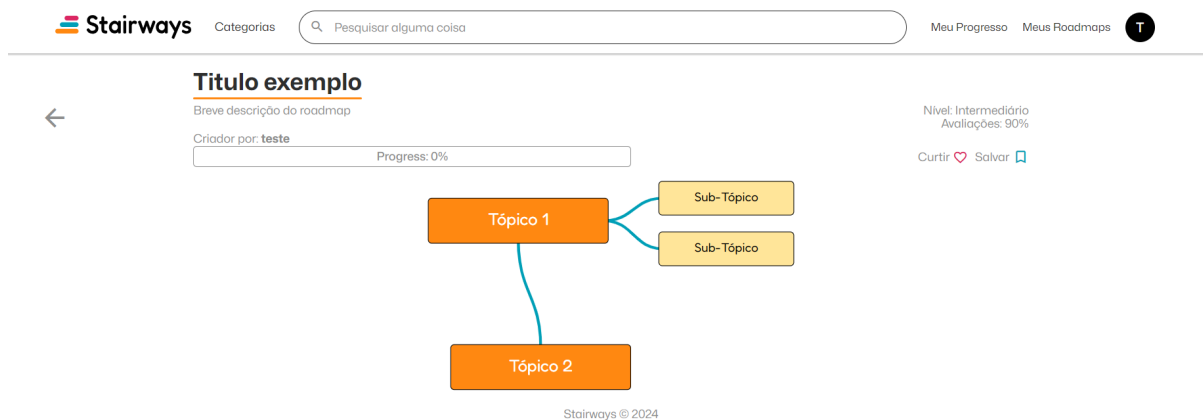 Stairways Categorias Pesquisar alguma coisa Meu Progresso Meus Roadmaps T
Titulo exemplo
Breve descrição do roadmap
Nível: Intermediário
Avaliações: 90%
Criador por: teste
Progress: 0%
Curtir Salvar
Sub-Tópico
Tópico 1
Sub-Tópico
Tópico 2
Stairways © 2024